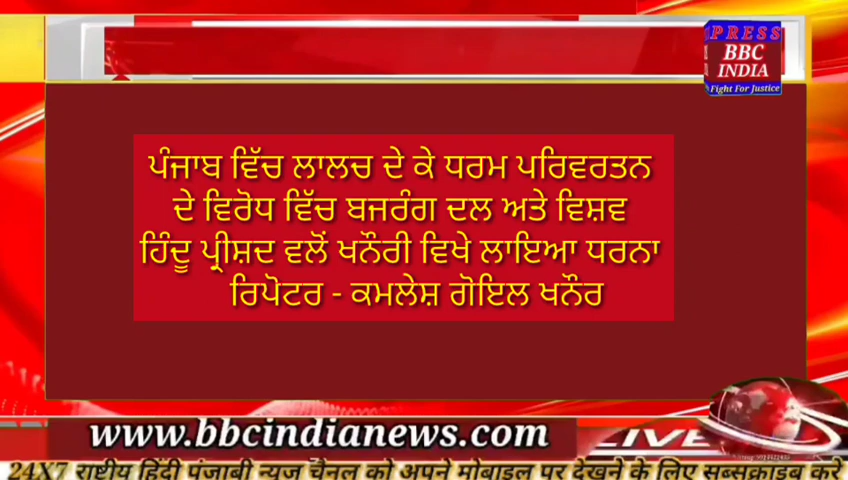 PRESS
BBC
INDIA
Fight For Justice
ਪੰਜਾਬ ਵਿੱਚ ਲਾਲਚ ਦੇ ਕੇ ਧਰਮ ਪਰਿਵਰਤਨ
ਦੇ ਵਿਰੋਧ ਵਿੱਚ ਬਜਰੰਗ ਦਲ ਅਤੇ ਵਿਸ਼ਵ
ਹਿੰਦੂ ਪ੍ਰੀਸ਼ਦ ਵਲੋਂ ਖਨੌਰੀ ਵਿਖੇ ਲਾਇਆ ਧਰਨਾ
ਰਿਪੋਟਰ - ਕਮਲੇਸ਼ ਗੋਇਲ ਖਨੌਰ
www.bbcindianews.com
LIVE
24X7 राष्ट्रीय हिंदी पंजाबी न्यूज चैनल को अपने मोबाइल पर देखने के लिए सब्सक्राइब करे